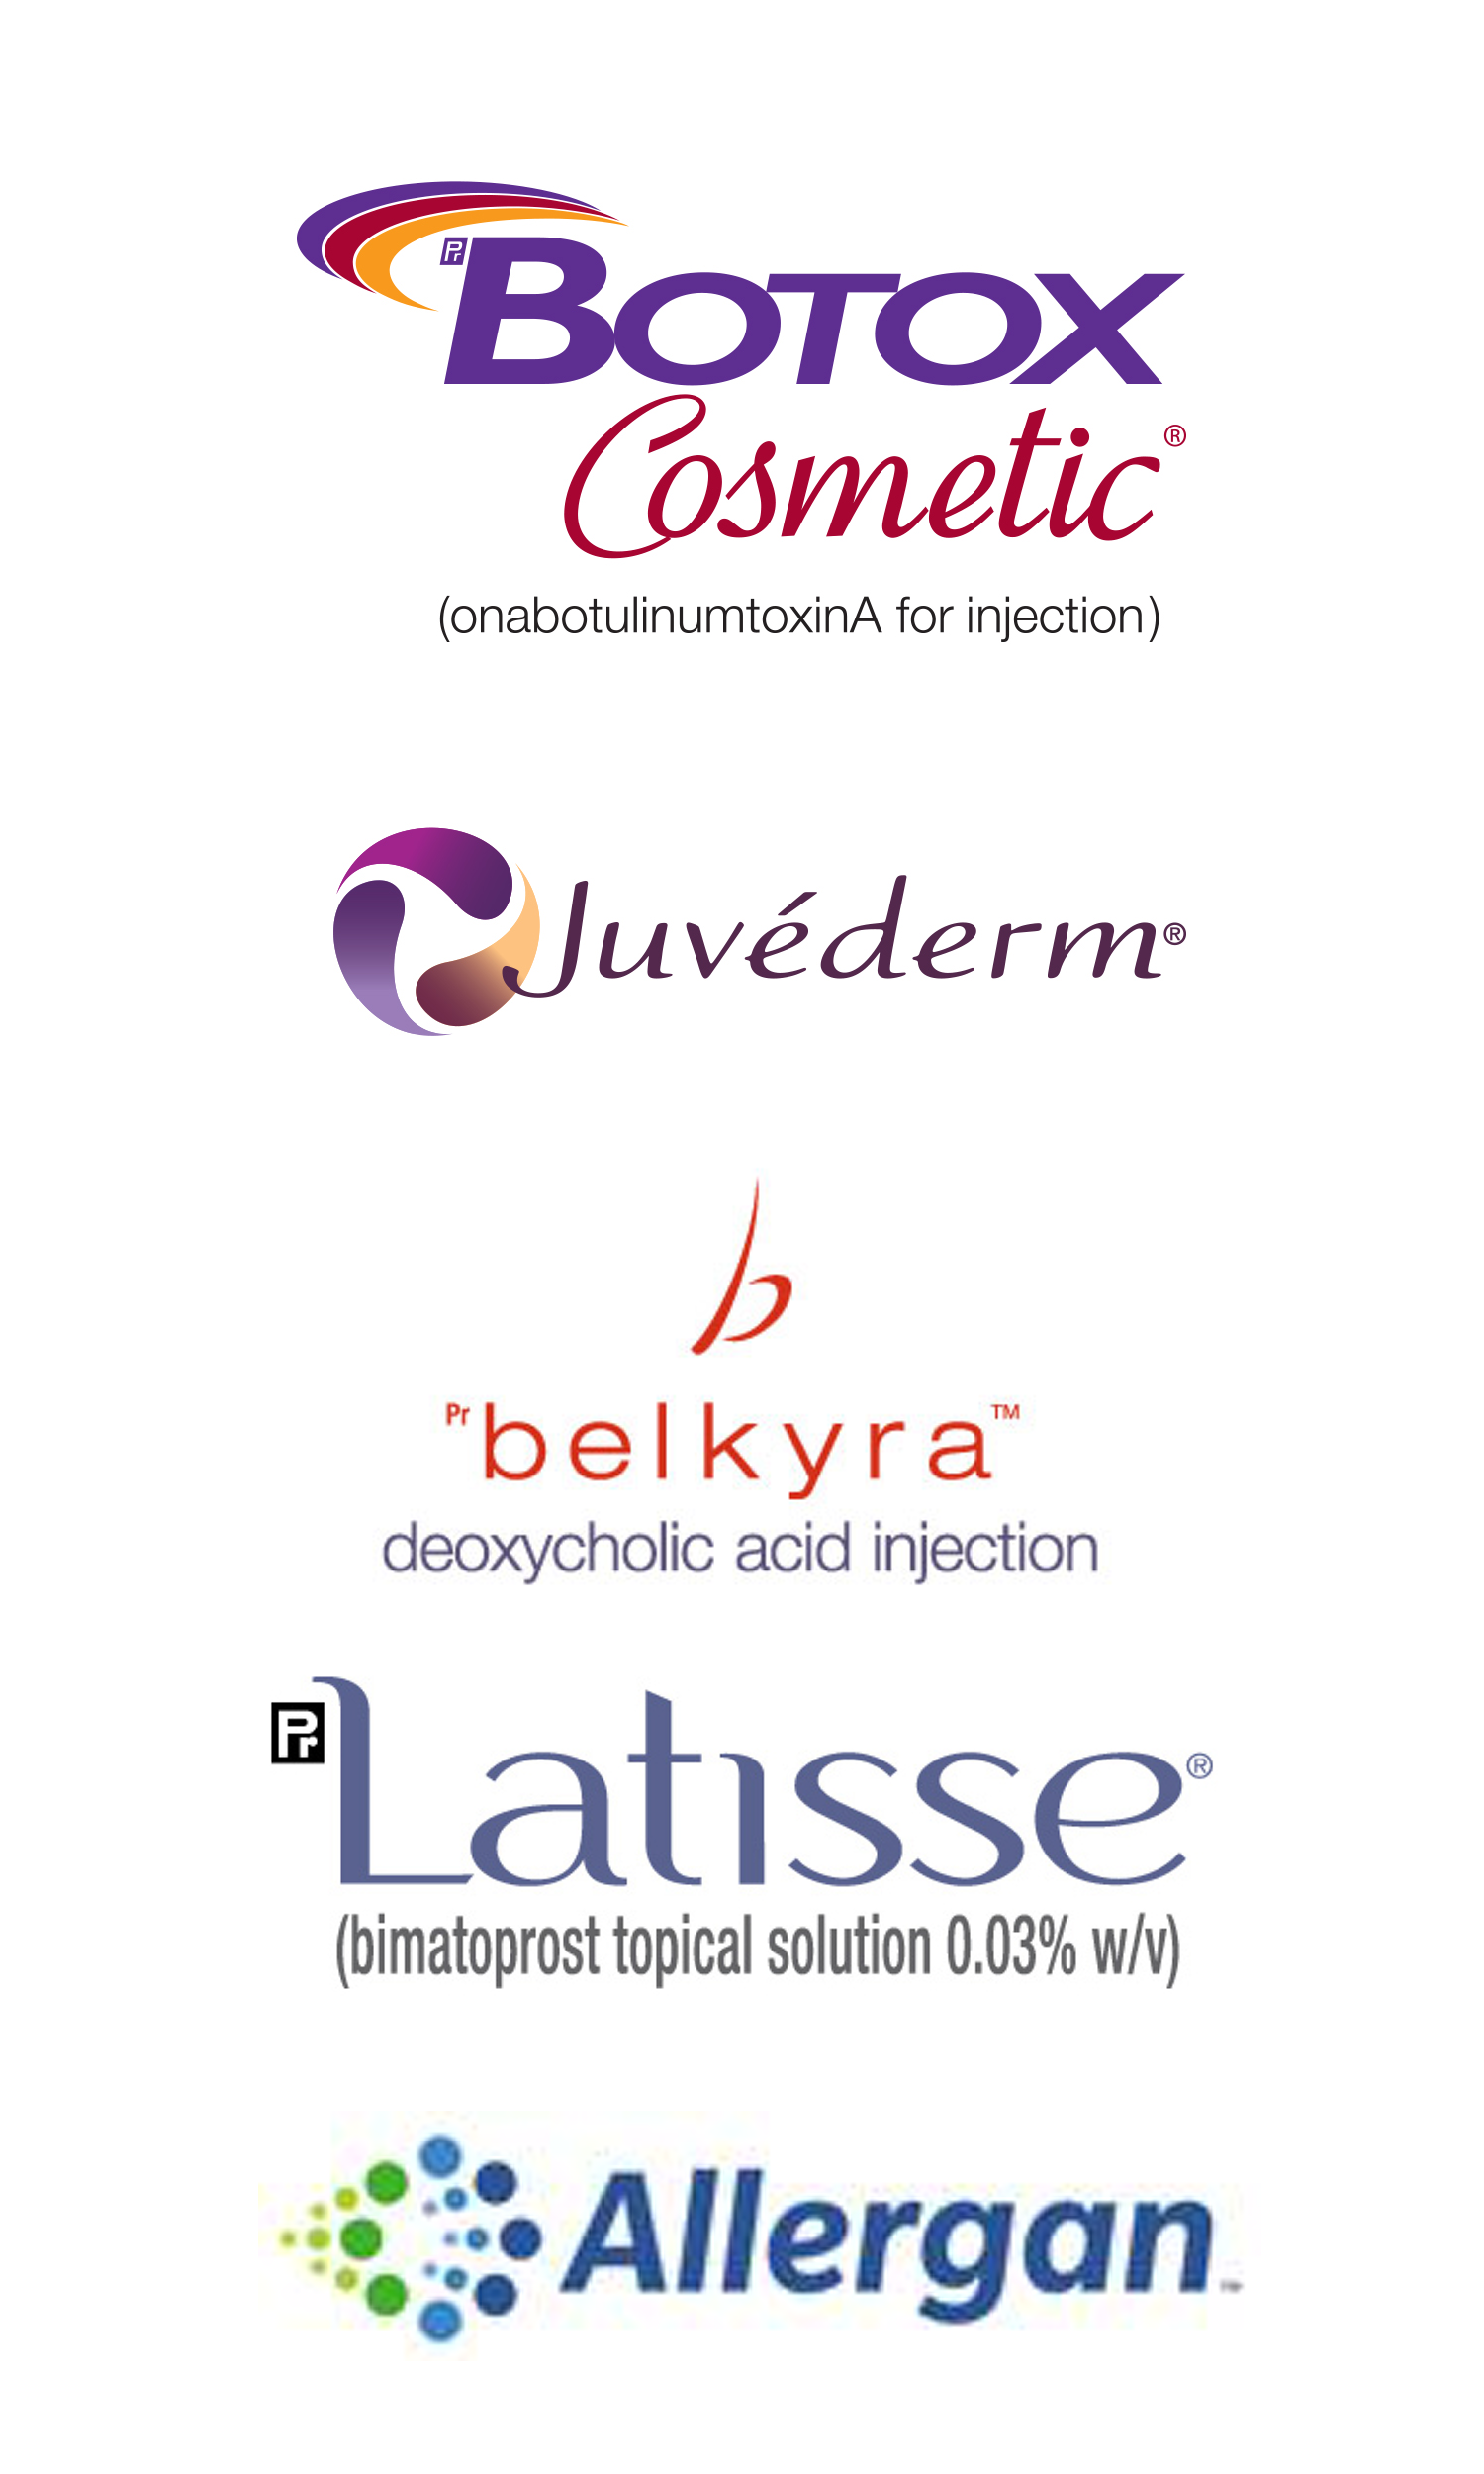 Pr BOTOX
Cosmetic®
(onabotulinumtoxinA for injection)
Juvéderm®
b
Pr belkyra™
deoxycholic acid injection
Pr Latisse®
(bimatoprost topical solution 0.03% w/v)
Allergan™